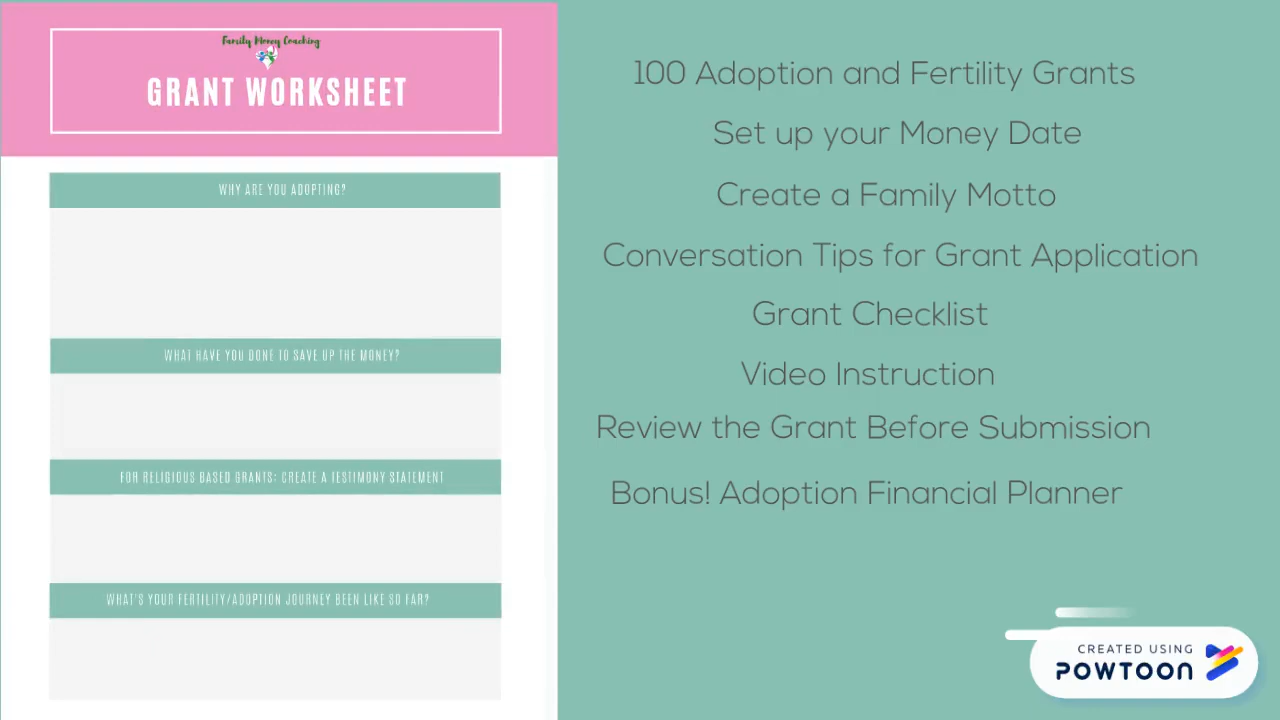 Family Money Coaching
GRANT WORKSHEET
WHY ARE YOU ADOPTING?
WHAT HAVE YOU DONE TO SAVE UP THE MONEY?
FOR RELIGIOUS BASED GRANTS: CREATE A TESTIMONY STATEMENT
WHAT'S YOUR FERTILITY/ADOPTION JOURNEY BEEN LIKE SO FAR?
100 Adoption and Fertility Grants
Set up your Money Date
Create a Family Motto
Conversation Tips for Grant Application
Grant Checklist
Video Instruction
Review the Grant Before Submission
Bonus! Adoption Financial Planner
CREATED USING
POWTOON